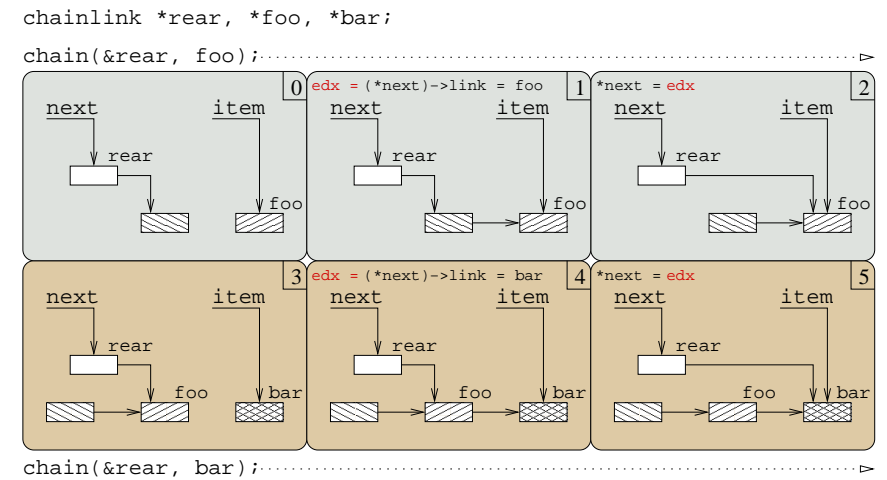 chainlink *rear, *foo, *bar;
chain(&rear, foo);
0
next item
rear
foo
edx = (*next)->link = foo 1
next item
rear
foo
*next = edx 2
next item
rear
foo
3
next item
rear
foo bar
edx = (*next)->link = bar 4
next item
rear
foo bar
*next = edx 5
next item
rear
foo bar
chain(&rear, bar);